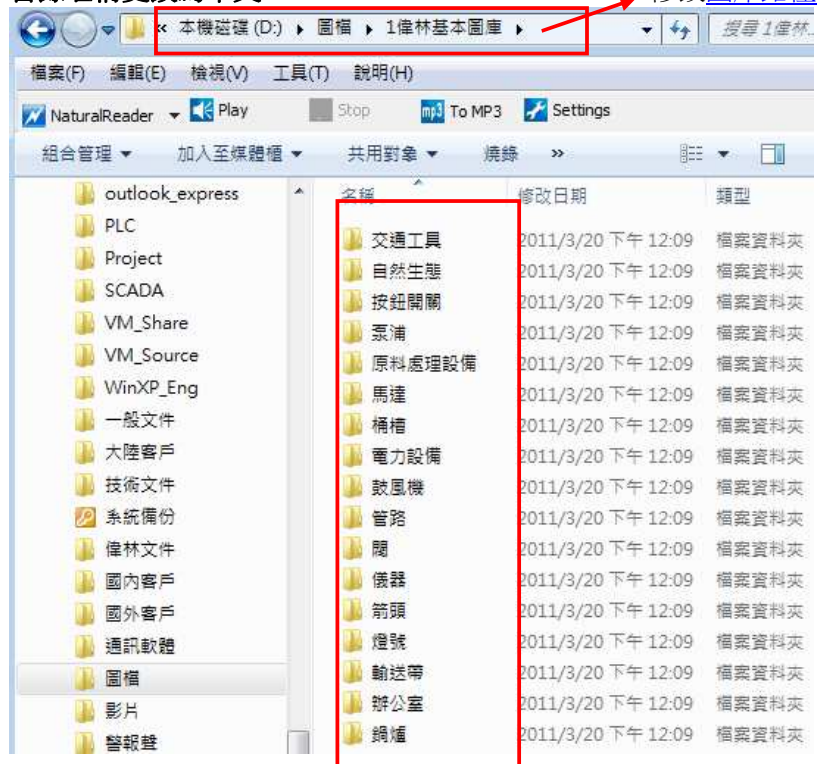 « 本機磁碟 (D:) ▸ 圖檔 ▸ 1偉林基本圖庫 ▸ 搜尋 1偉林
檔案(F) 編輯(E) 檢視(V) 工具(T) 說明(H)
NaturalReader Play Stop mp3 To MP3 Settings
組合管理 加入至媒體櫃 共用對象 燒錄 »
名稱 修改日期 類型
outlook_express
PLC
Project
SCADA
VM_Share
VM_Source
WinXP_Eng
一般文件
大陸客戶
技術文件
系統備份
偉林文件
國內客戶
國外客戶
通訊軟體
圖檔
影片
警報聲
交通工具 2011/3/20 下午 12:09 檔案資料夾
自然生態 2011/3/20 下午 12:09 檔案資料夾
按鈕開關 2011/3/20 下午 12:09 檔案資料夾
泵浦 2011/3/20 下午 12:09 檔案資料夾
原料處理設備 2011/3/20 下午 12:09 檔案資料夾
馬達 2011/3/20 下午 12:09 檔案資料夾
桶槽 2011/3/20 下午 12:09 檔案資料夾
電力設備 2011/3/20 下午 12:09 檔案資料夾
鼓風機 2011/3/20 下午 12:09 檔案資料夾
管路 2011/3/20 下午 12:09 檔案資料夾
閥 2011/3/20 下午 12:09 檔案資料夾
儀器 2011/3/20 下午 12:09 檔案資料夾
箭頭 2011/3/20 下午 12:09 檔案資料夾
燈號 2011/3/20 下午 12:09 檔案資料夾
輸送帶 2011/3/20 下午 12:09 檔案資料夾
辦公室 2011/3/20 下午 12:09 檔案資料夾
鍋爐 2011/3/20 下午 12:09 檔案資料夾